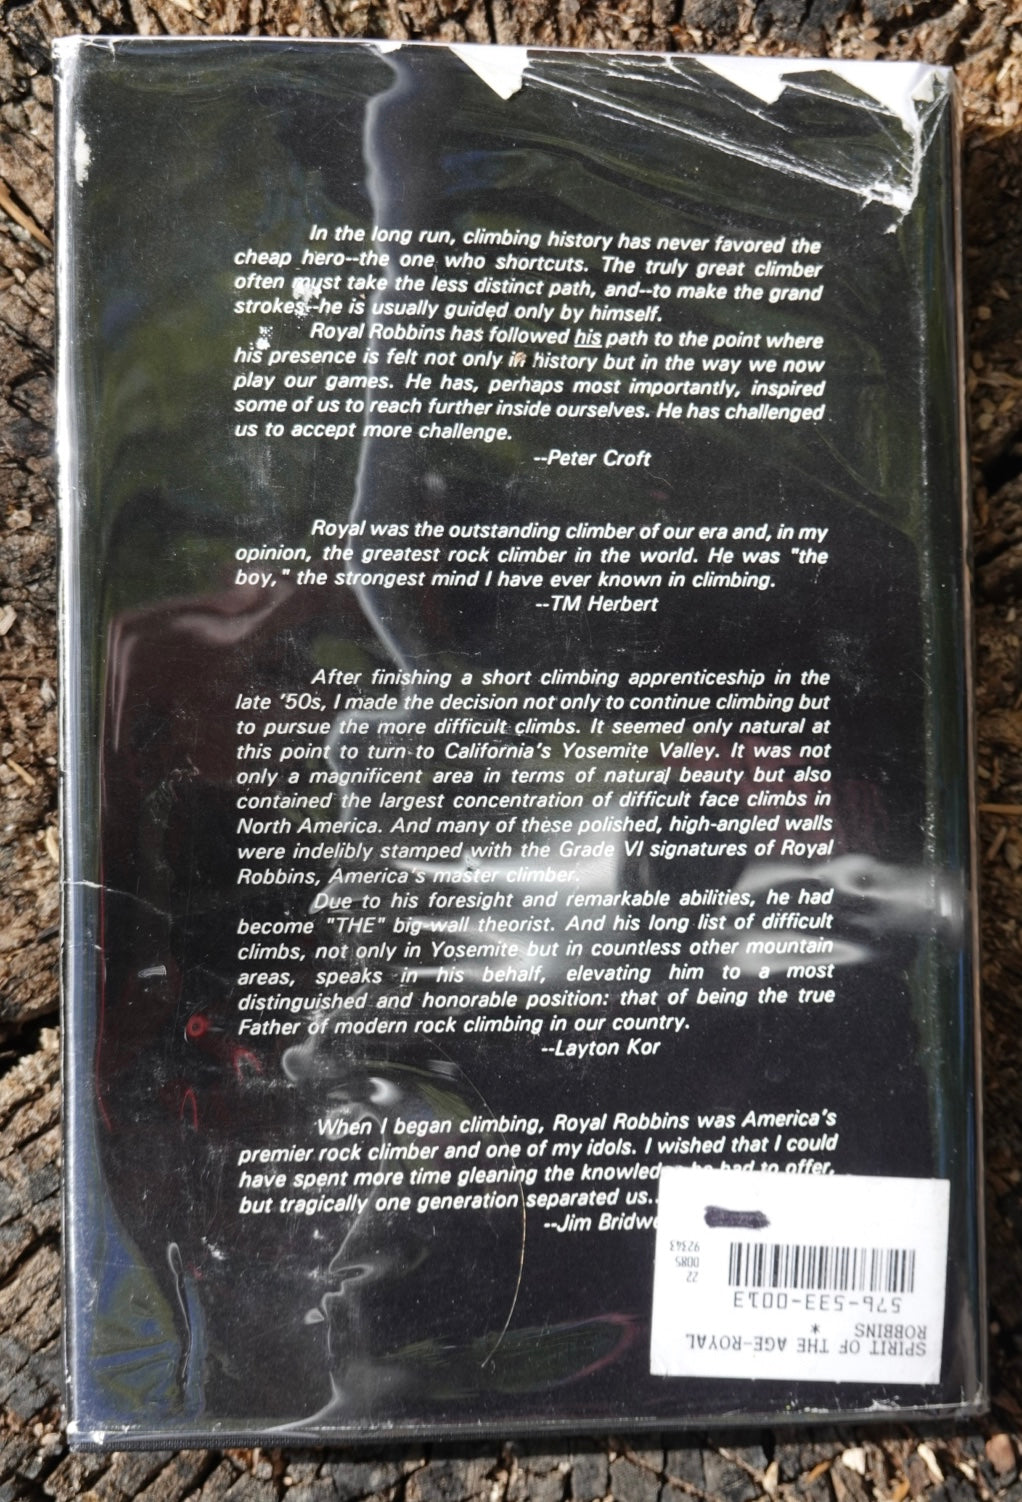 In the long run, climbing history has never favored the
cheap hero--the one who shortcuts. The truly great climber
often must take the less distinct path, and--to make the grand
strokes--he is usually guided only by himself.
Royal Robbins has followed his path to the point where
his presence is felt not only in history but in the way we now
play our games. He has, perhaps most importantly, inspired
some of us to reach further inside ourselves. He has challenged
us to accept more challenge.
--Peter Croft
Royal was the outstanding climber of our era and, in my
opinion, the greatest rock climber in the world. He was "the
boy," the strongest mind I have ever known in climbing.
--TM Herbert
After finishing a short climbing apprenticeship in the
late '50s, I made the decision not only to continue climbing but
to pursue the more difficult climbs. It seemed only natural at
this point to turn to California's Yosemite Valley. It was not
only a magnificent area in terms of natural beauty but also
contained the largest concentration of difficult face climbs in
North America. And many of these polished, high-angled walls
were indelibly stamped with the Grade VI signatures of Royal
Robbins, America's master climber.
Due to his foresight and remarkable abilities, he had
become "THE" big-wall theorist. And his long list of difficult
climbs, not only in Yosemite but in countless other mountain
areas, speaks in his behalf, elevating him to a most
distinguished and honorable position: that of being the true
Father of modern rock climbing in our country.
--Layton Kor
When I began climbing, Royal Robbins was America's
premier rock climber and one of my idols. I wished that I could
have spent more time gleaning the had to offer,
but tragically one generation separated us..
--Jim
SPIRIT OF THE AGE-ROYAL
ROBBINS *
576-533-0013
22 0085 92343